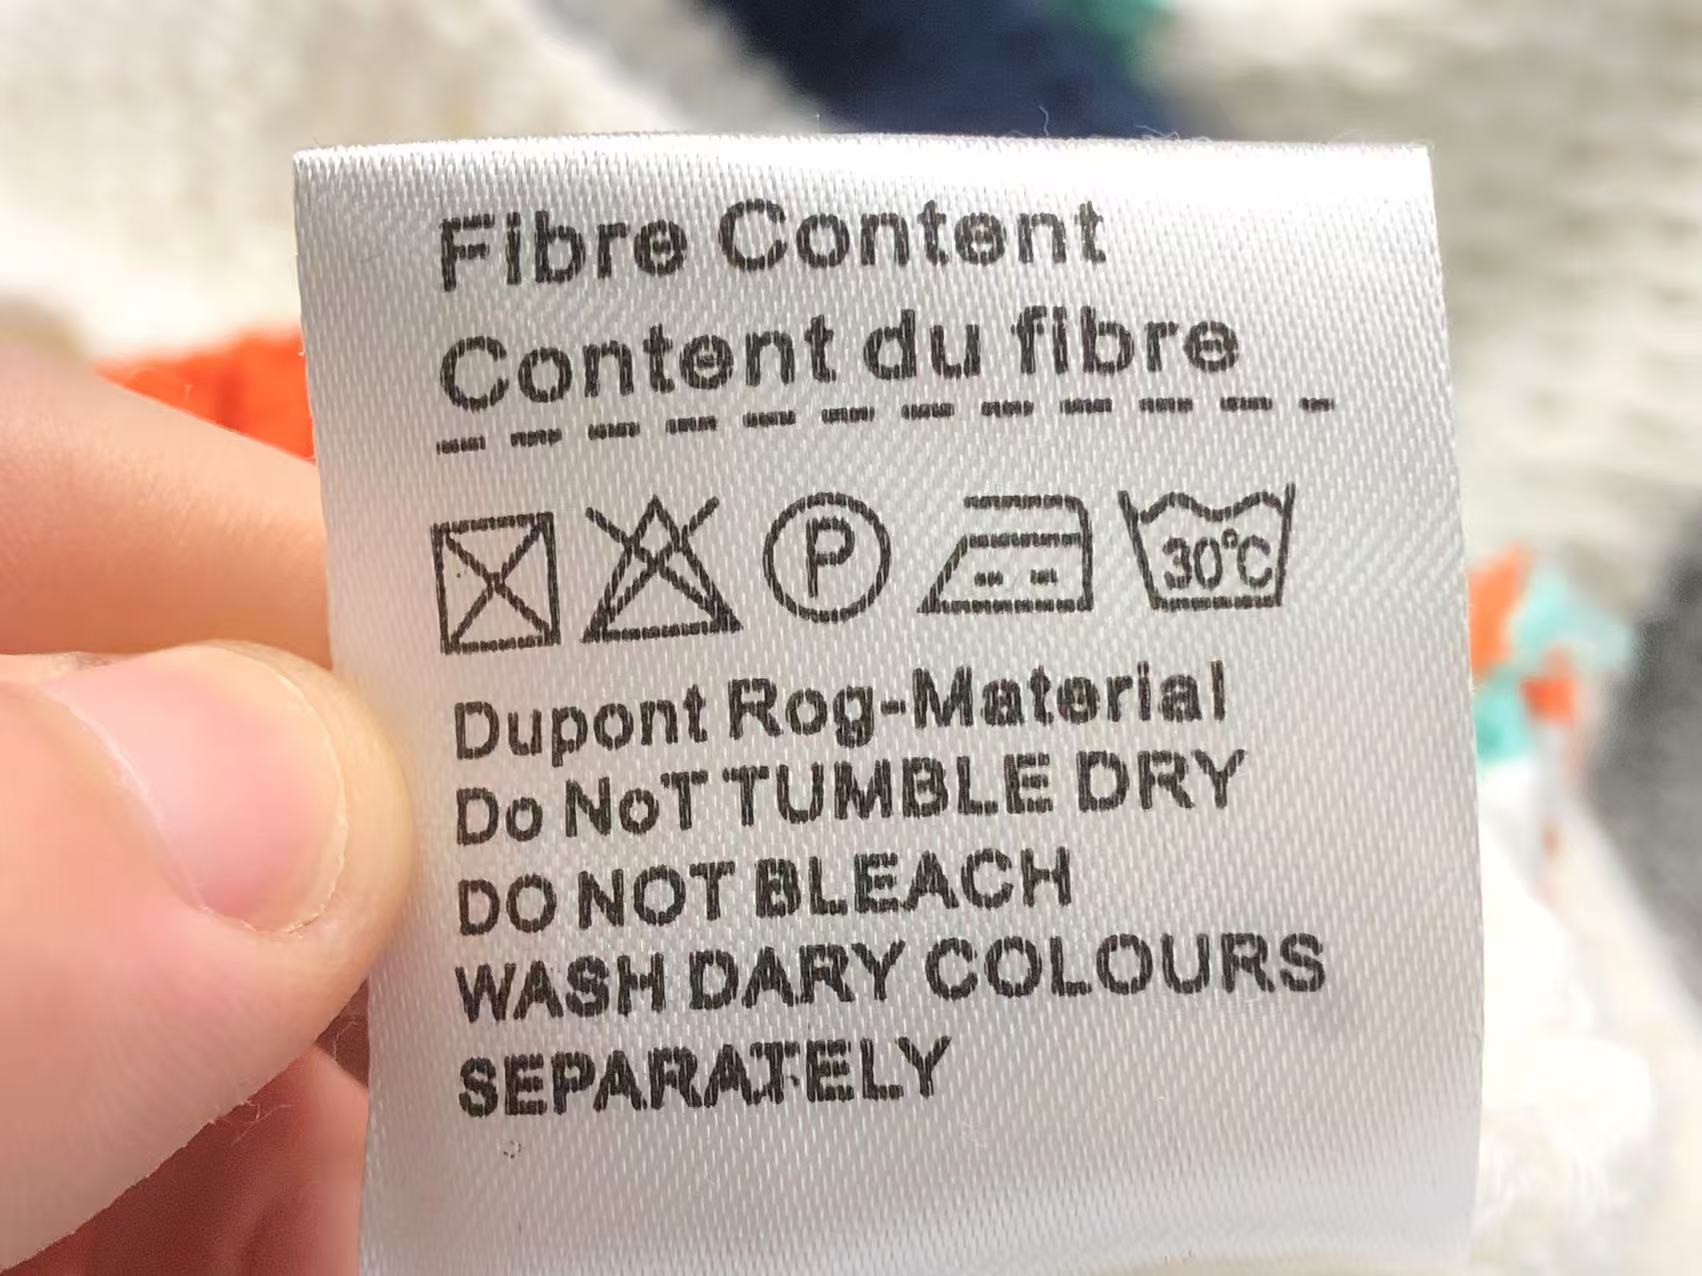 Fibre Content
Content du fibre
P 30°C
Dupont Rog-Material
Do NoT TUMBLE DRY
DO NOT BLEACH
WASH DARY COLOURS
SEPARATELY